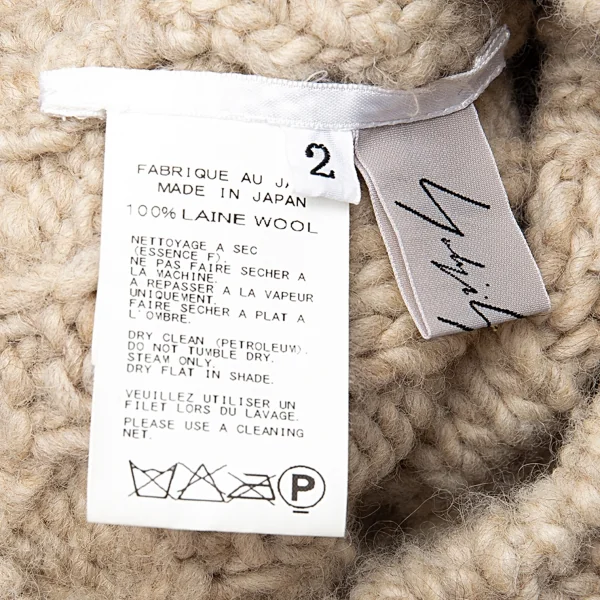 2
FABRIQUE AU JA
MADE IN JAPAN
100% LAINE WOOL
NETTOYAGE A SEC
(ESSENCE F).
NE PAS FAIRE SECHER A
LA MACHINE.
A REPASSER A LA VAPEUR
UNIQUEMENT.
FAIRE SECHER A PLAT A
L'OMBRE.
DRY CLEAN (PETROLEUM).
DO NOT TUMBLE DRY.
STEAM ONLY.
DRY FLAT IN SHADE.
VEUILLEZ UTILISER UN
FILET LORS DU LAVAGE.
PLEASE USE A CLEANING
NET.
P